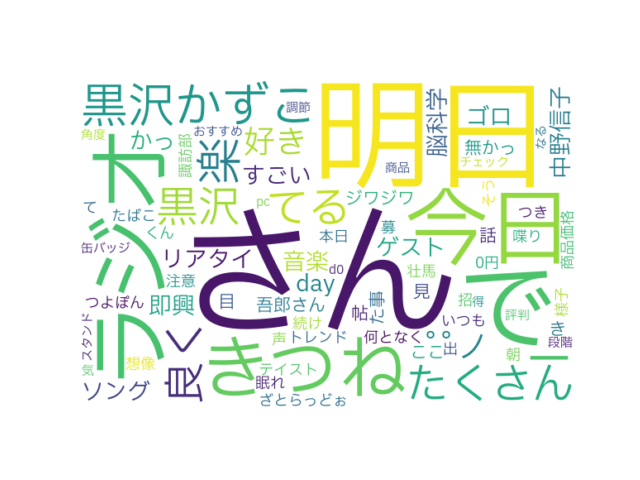 黒沢かずこ
調節
明日
脳科学
ゴロ
中野信子
角度
おすすめ
かっ
諏訪部
楽
好き
無かっ
なる
ラジオ
すごい
商品
チェック
黒沢
てる
pc
ジワジワ
今日
そう
て
たばこ
さん
で
つき
商品価格
缶バッジ
くん
リアタイ
音楽
本日
募
ゲスト
話
喋り
d0
壮馬
0円
注意
day
つよぽん
即興
目
吾郎さん
帖
た事
見
招
得
様子
スタンド
良く
きつね
続け
声
トレンド
何となく
。。
ここ
いつも
ー
き
評判
気
想像
テイスト
出
ノ
朝
段階
ソング
眠れ
ざとらっどぉ
たくさん